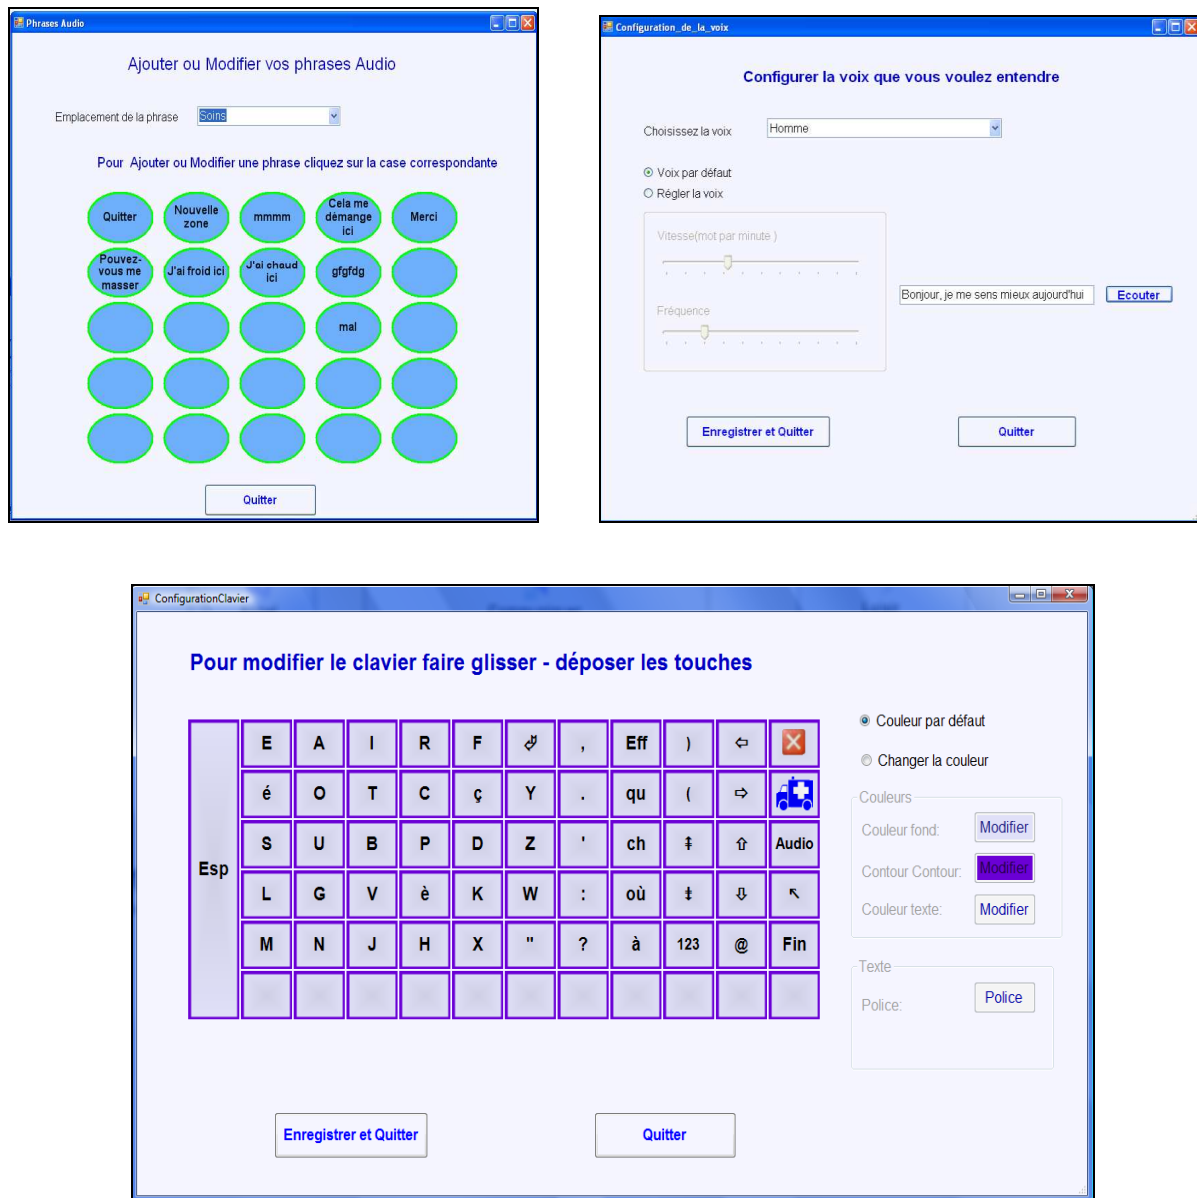 Phrases Audio
Ajouter ou Modifier vos phrases Audio
Emplacement de la phrase
Soins
Pour Ajouter ou Modifier une phrase cliquez sur la case correspondante
Quitter
Nouvelle
zone
mmmm
Cela me
démange
ici
Merci
Pouvez-
vous me
masser
J'ai froid ici
J'ai chaud
ici
gfgfdg
mal
Quitter
Configuration_de_la_voix
Configurer la voix que vous voulez entendre
Choisissez la voix
Homme
Voix par défaut
Régler la voix
Vitesse(mot par minute )
Fréquence
Bonjour, je me sens mieux aujourd'hui
Ecouter
Enregistrer et Quitter
Quitter
ConfigurationClavier
Pour modifier le clavier faire glisser - déposer les touches
Esp
E A I R F , Eff )
é O T C ç Y . qu (
S U B P D Z ' ch Audio
L G V è K W : où
M N J H X " ? à 123 @ Fin
Couleur par défaut
Changer la couleur
Couleurs
Couleur fond: Modifier
Contour Contour: Modifier
Couleur texte: Modifier
Texte
Police: Police
Enregistrer et Quitter
Quitter